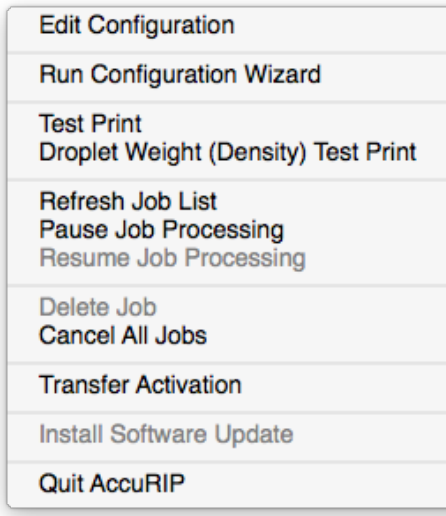 Edit Configuration
Run Configuration Wizard
Test Print
Droplet Weight (Density) Test Print
Refresh Job List
Pause Job Processing
Resume Job Processing
Delete Job
Cancel All Jobs
Transfer Activation
Install Software Update
Quit AccuRIP